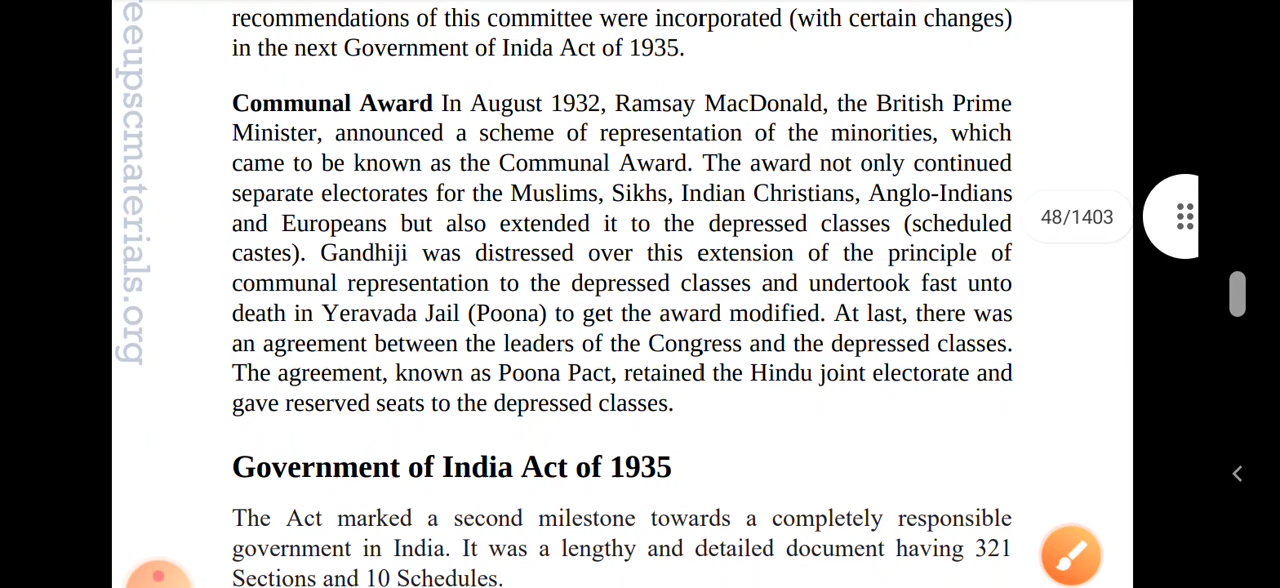 recommendations of this committee were incorporated (with certain changes)
in the next Government of Inida Act of 1935.
Communal Award In August 1932, Ramsay MacDonald, the British Prime
Minister, announced a scheme of representation of the minorities, which
came to be known as the Communal Award. The award not only continued
separate electorates for the Muslims, Sikhs, Indian Christians, Anglo-Indians
and Europeans but also extended it to the depressed classes (scheduled
castes). Gandhiji was distressed over this extension of the principle of
communal representation to the depressed classes and undertook fast unto
death in Yeravada Jail (Poona) to get the award modified. At last, there was
an agreement between the leaders of the Congress and the depressed classes.
The agreement, known as Poona Pact, retained the Hindu joint electorate and
gave reserved seats to the depressed classes.
Government of India Act of 1935
The Act marked a second milestone towards a completely responsible
government in India. It was a lengthy and detailed document having 321
Sections and 10 Schedules.
eeupscmaterials.org
48/1403